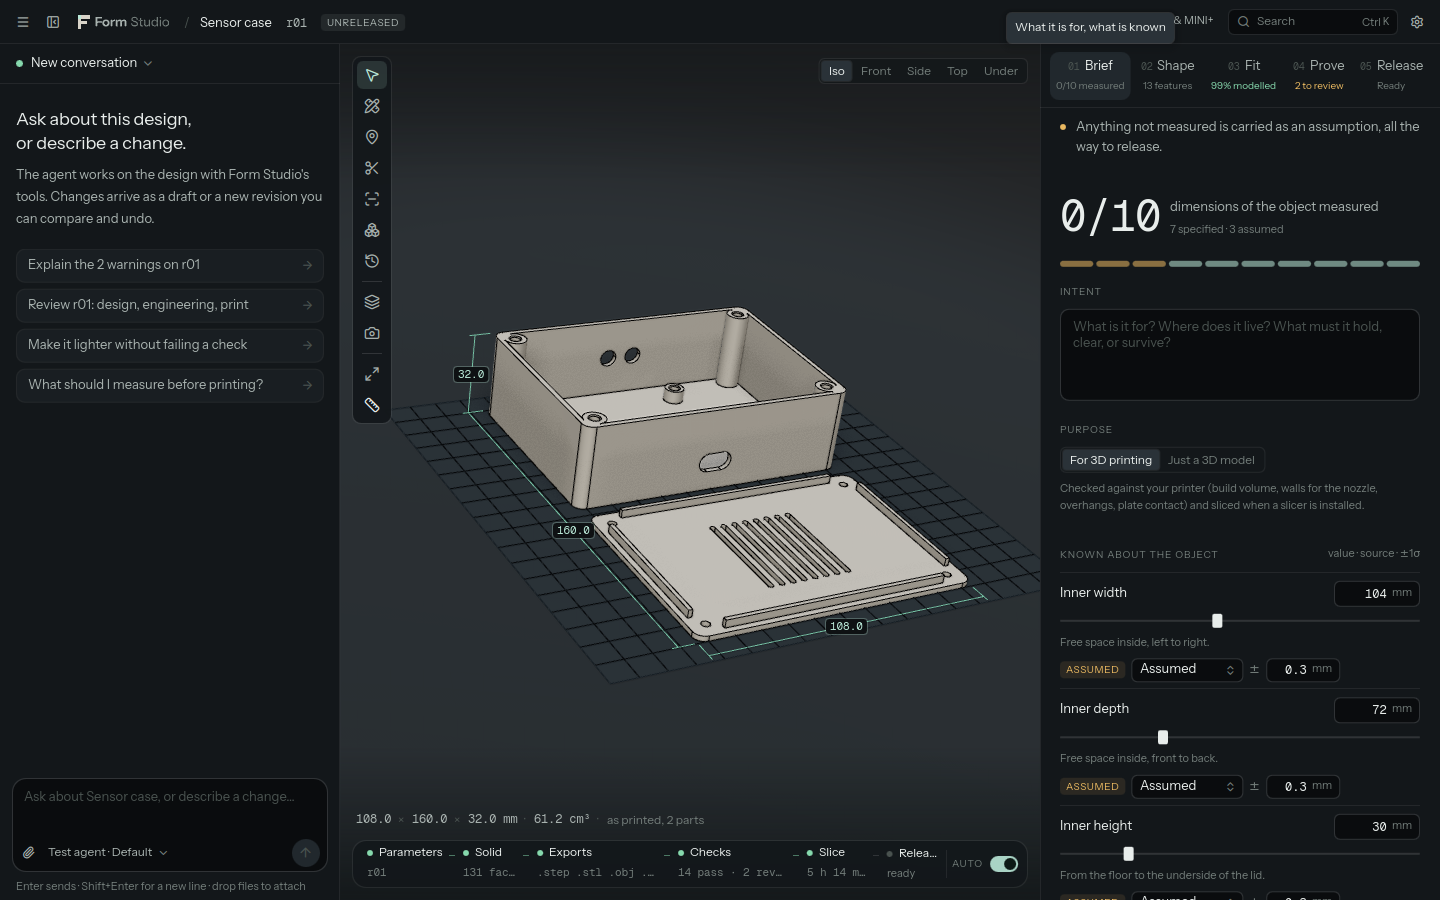 Form Studio / Sensor case r01 UNRELEASED
What it is for, what is known
& MINI+
Search Ctrl K
New conversation
Ask about this design,
or describe a change.
The agent works on the design with Form Studio's
tools. Changes arrive as a draft or a new revision you
can compare and undo.
Explain the 2 warnings on r01
Review r01: design, engineering, print
Make it lighter without failing a check
What should I measure before printing?
Ask about Sensor case, or describe a change...
Test agent · Default
Enter sends · Shift+Enter for a new line · drop files to attach
Iso Front Side Top Under
32.0
160.0
108.0
108.0 × 160.0 × 32.0 mm · 61.2 cm³ · as printed, 2 parts
Parameters Solid Exports Checks Slice Relea...
r01 131 fac... .step .stl .obj ... 14 pass · 2 rev... 5 h 14 m... ready
AUTO
01 Brief 02 Shape 03 Fit 04 Prove 05 Release
0/10 measured 13 features 99% modelled 2 to review Ready
Anything not measured is carried as an assumption, all the
way to release.
0/10 dimensions of the object measured
7 specified · 3 assumed
INTENT
What is it for? Where does it live? What must it hold,
clear, or survive?
PURPOSE
For 3D printing Just a 3D model
Checked against your printer (build volume, walls for the nozzle,
overhangs, plate contact) and sliced when a slicer is installed.
KNOWN ABOUT THE OBJECT value · source · ±1σ
Inner width 104 mm
Free space inside, left to right.
ASSUMED Assumed ± 0.3 mm
Inner depth 72 mm
Free space inside, front to back.
ASSUMED Assumed ± 0.3 mm
Inner height 30 mm
From the floor to the underside of the lid.
ASSUMED Assumed ± 0.3 mm